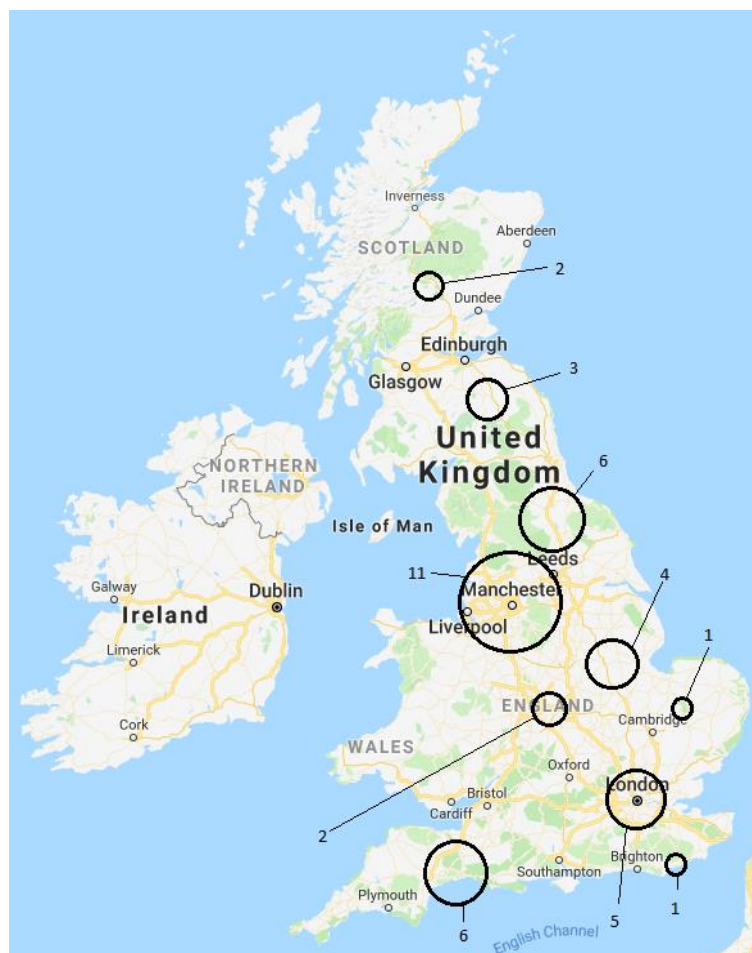 Inverness
Aberdeen
SCOTLAND
2
Dundee
Edinburgh
Glasgow
3
United
Kingdom
NORTHERN
IRELAND
6
Isle of Man
Leeds
11
Galway
Dublin
Manchester
4
Ireland
Liverpool
1
Limerick
ENGLAND
Cambridge
Cork
WALES
Oxford
London
Bristol
Cardiff
2
Brighton
Southampton
Plymouth
1
5
6
English Channel